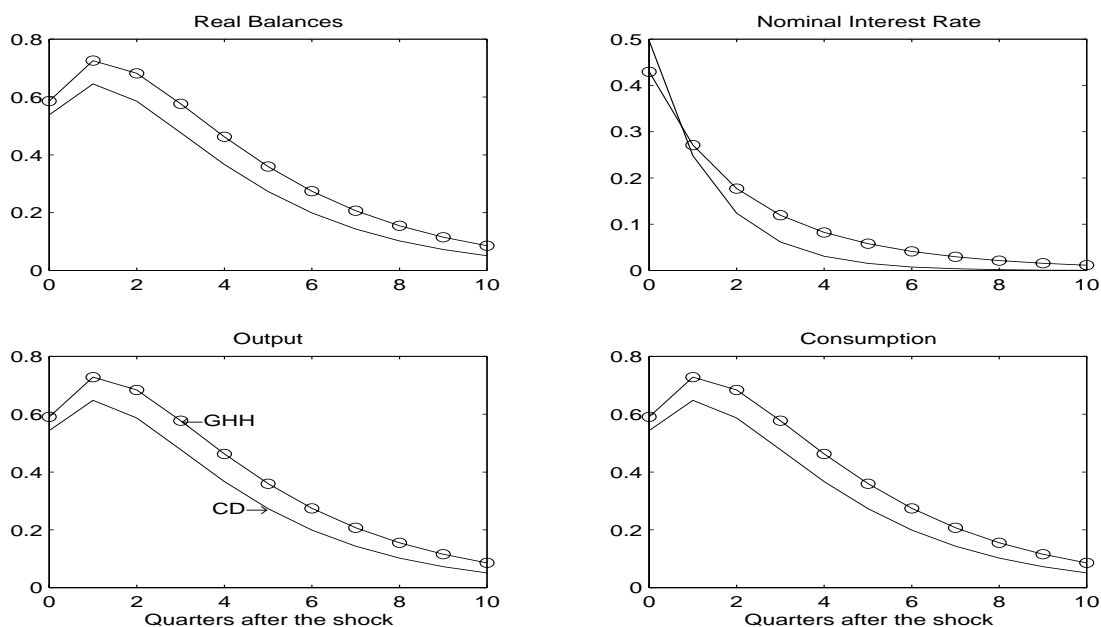 Real Balances
0.8
0.6
0.4
0.2
0
0 2 4 6 8 10
Nominal Interest Rate
0.5
0.4
0.3
0.2
0.1
0
0 2 4 6 8 10
Output
0.8
0.6
0.4
0.2
0
←GHH
CD→
0 2 4 6 8 10
Quarters after the shock
Consumption
0.8
0.6
0.4
0.2
0
0 2 4 6 8 10
Quarters after the shock